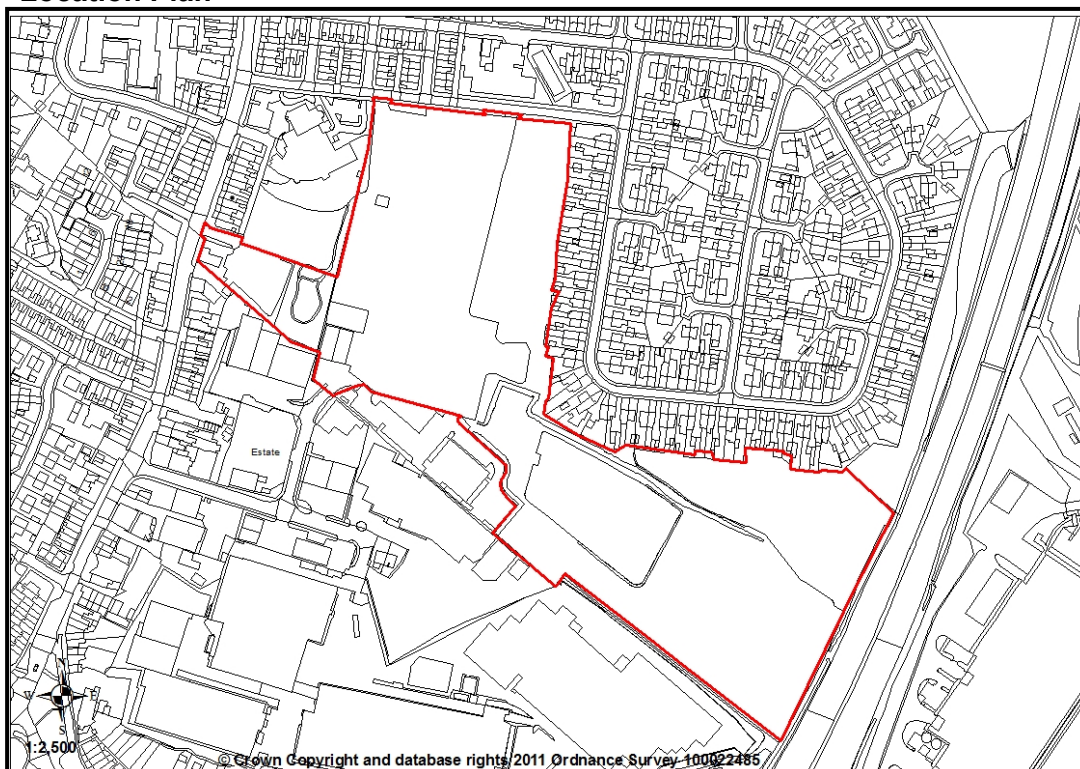 Location Plan
Estate
N
W E
S
1:2,500
© Crown Copyright and database rights 2011 Ordnance Survey 100022485